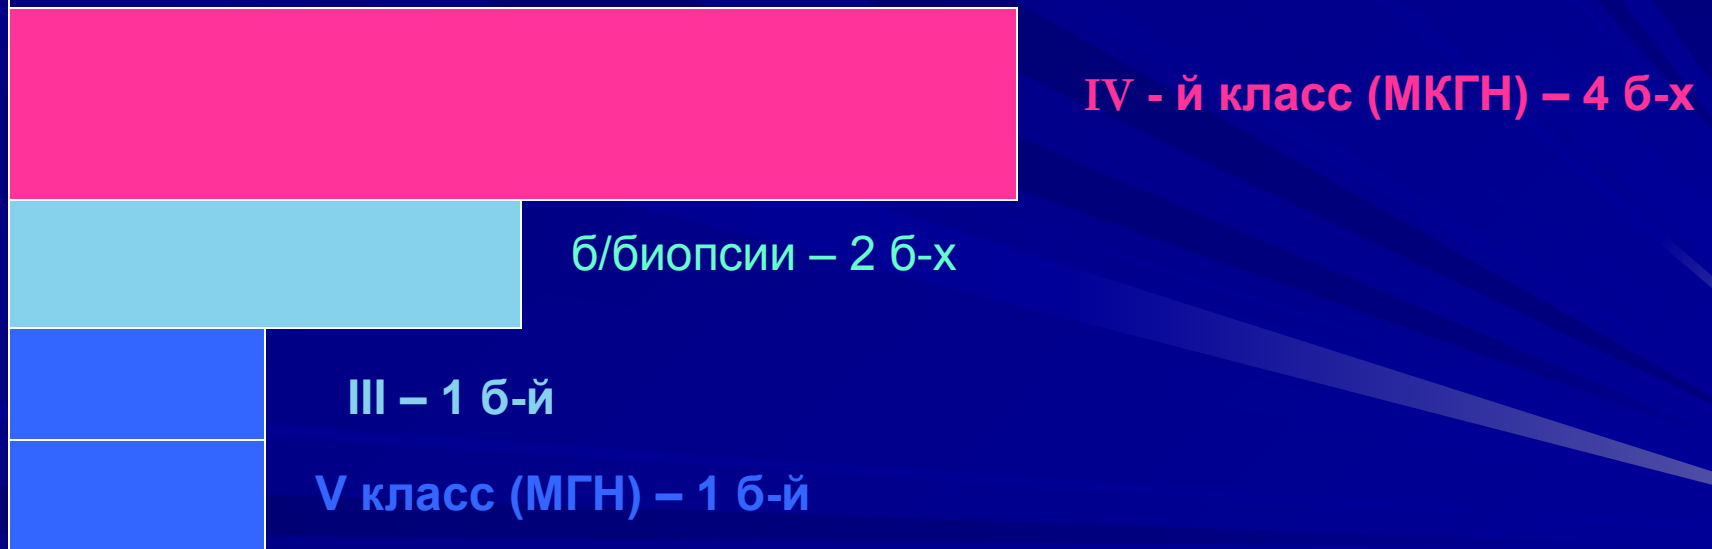 IV - й класс (МКГН) – 4 б-х
б/биопсии – 2 б-х
III – 1 б-й
V класс (МГН) – 1 б-й